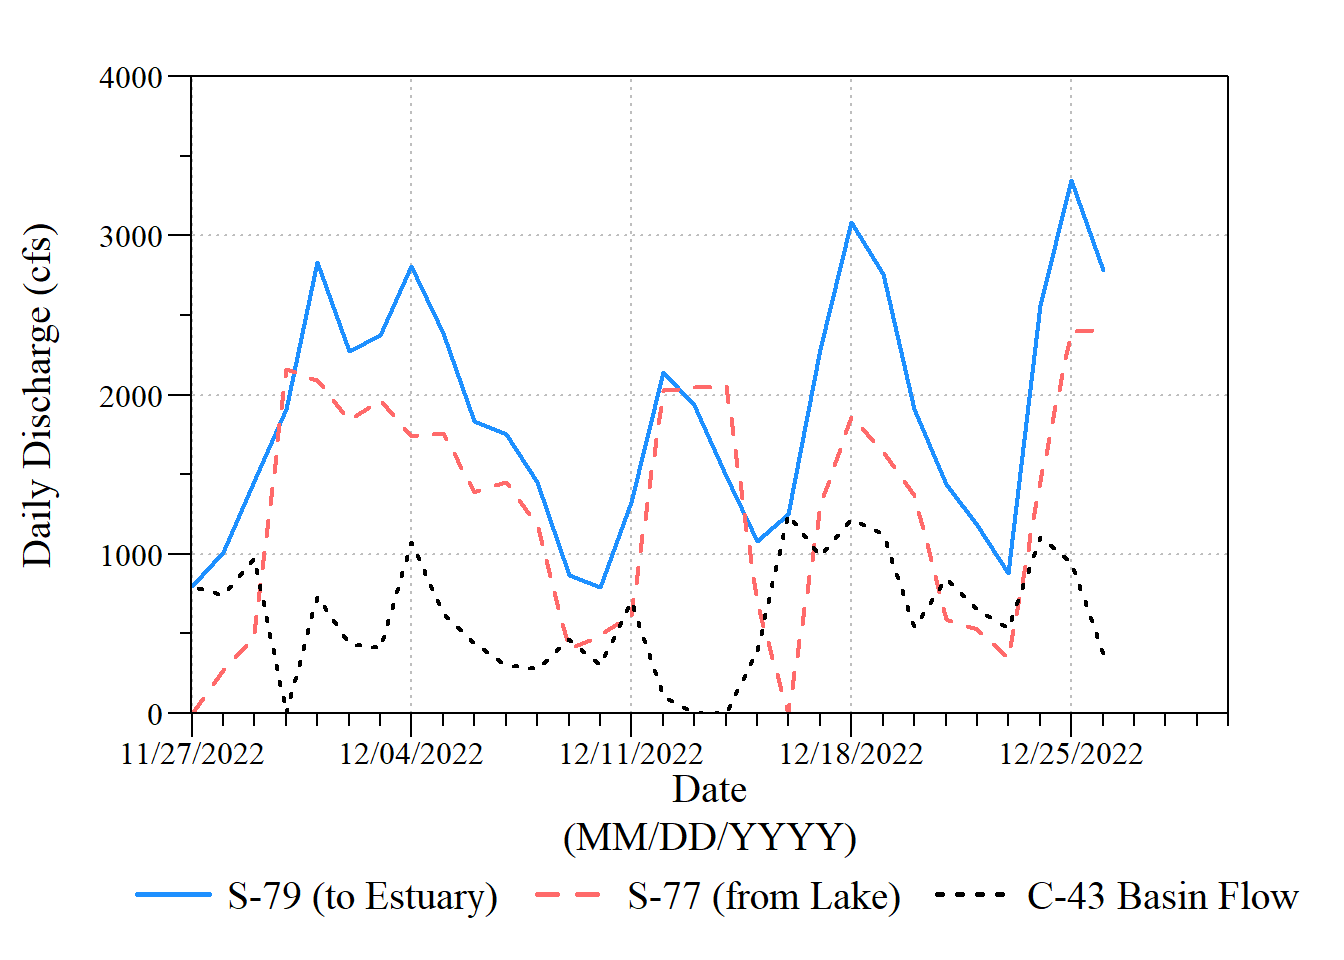 4000
3000
2000
1000
0
Daily Discharge (cfs)
11/27/2022 12/04/2022 12/11/2022 12/18/2022 12/25/2022
Date
(MM/DD/YYYY)
S-79 (to Estuary) S-77 (from Lake) C-43 Basin Flow